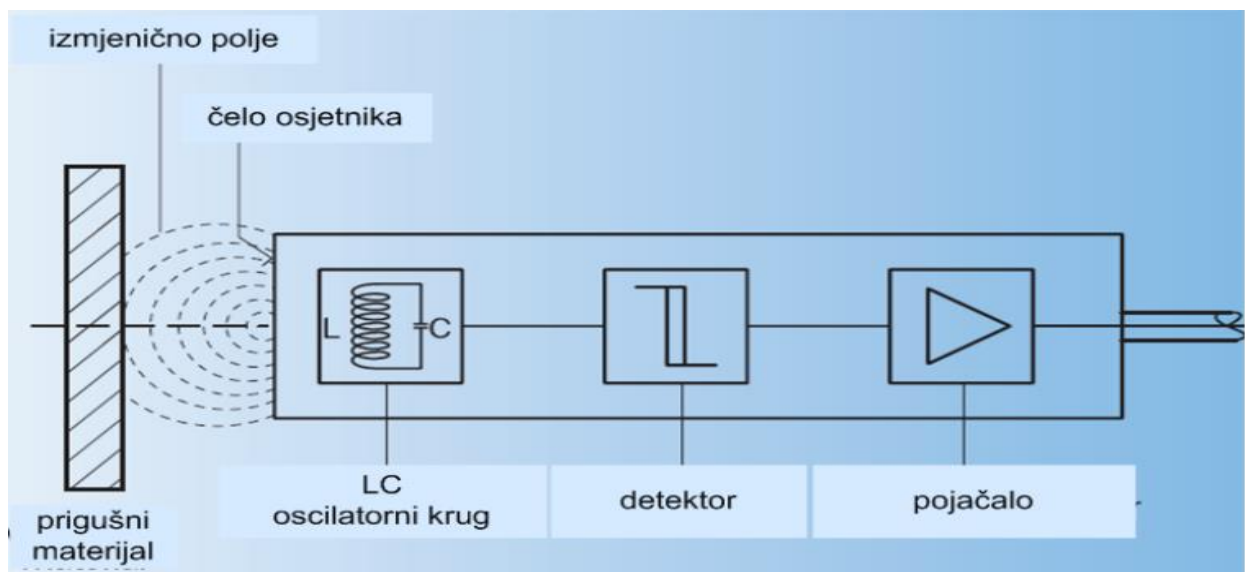 izmjenično polje
čelo osjetnika
L
C
LC
oscilatorni krug
detektor
pojačalo
prigušni
materijal